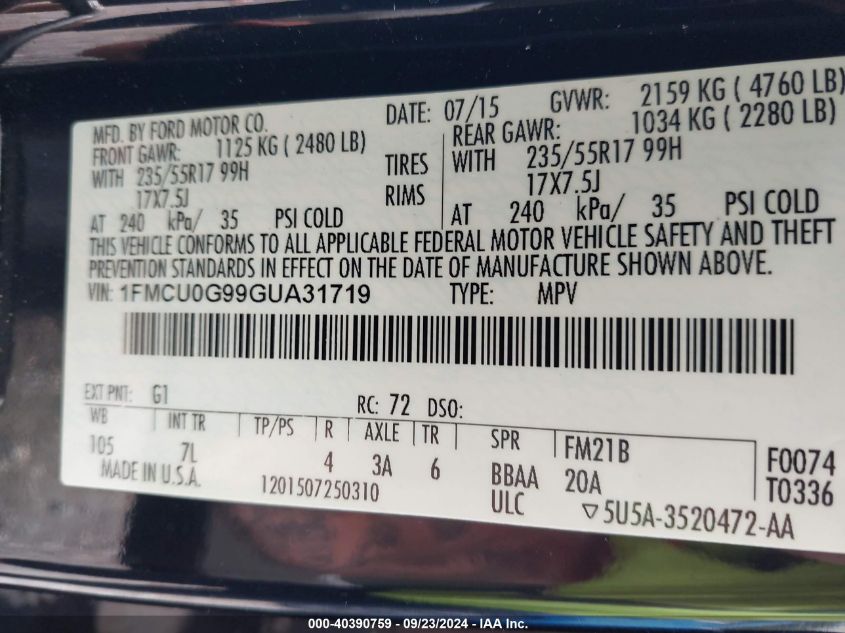 MFD. BY FORD MOTOR CO.
DATE: 07/15 GVWR: 2159 KG ( 4760 LB)
FRONT GAWR: 1125 KG ( 2480 LB)
REAR GAWR: 1034 KG ( 2280 LB)
WITH 235/55R17 99H TIRES WITH 235/55R17 99H
17X7.5J RIMS 17X7.5J
AT 240 kPa/ 35 PSI COLD AT 240 kPa/ 35 PSI COLD
THIS VEHICLE CONFORMS TO ALL APPLICABLE FEDERAL MOTOR VEHICLE SAFETY AND THEFT
PREVENTION STANDARDS IN EFFECT ON THE DATE OF MANUFACTURE SHOWN ABOVE.
VIN: 1FMCU0G99GUA31719 TYPE: MPV
EXT PNT: G1 RC: 72 DSO:
WB INT TR TP/PS R AXLE TR SPR FM21B F0074
105 7L 4 3A 6 BBAA 20A T0336
MADE IN U.S.A. 1201507250310 ULC ▽5U5A-3520472-AA
000-40390759 - 09/23/2024 - IAA Inc.